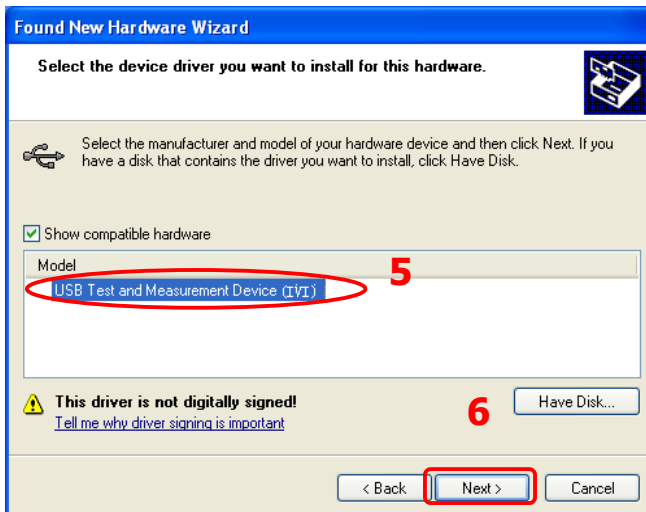 Found New Hardware Wizard
Select the device driver you want to install for this hardware.
Select the manufacturer and model of your hardware device and then click Next. If you
have a disk that contains the driver you want to install, click Have Disk.
Show compatible hardware
Model
5
USB Test and Measurement Device (IVI)
This driver is not digitally signed!
Tell me why driver signing is important
6
Have Disk...
< Back
Next >
Cancel